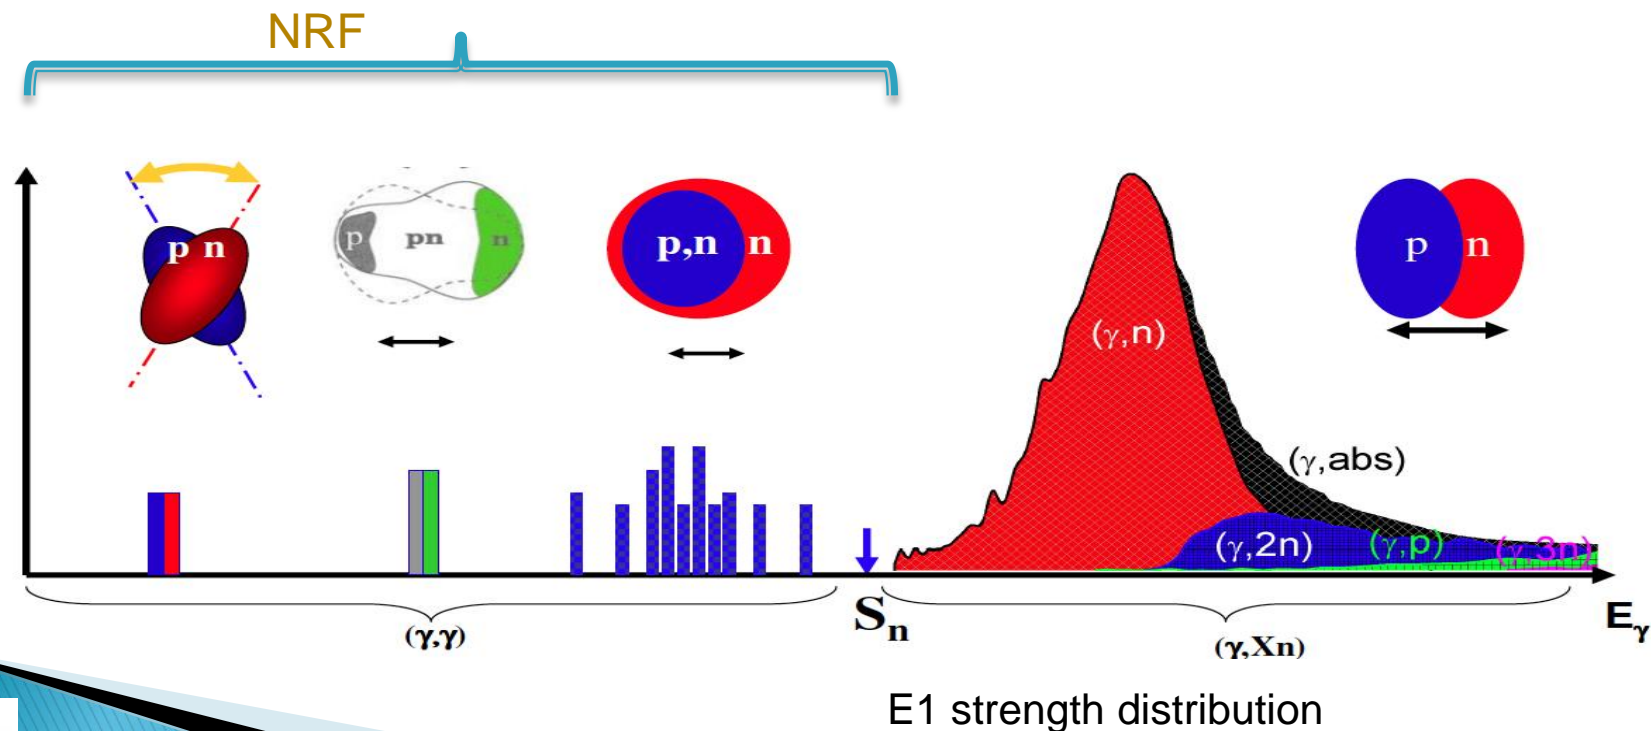 NRF
p n
p pn n
p,n n
p n
(γ,n)
(γ,abs)
(γ,2n)
(γ,p)
(γ,3n)
(γ,γ)
Sn
(γ,Xn)
Eγ
E1 strength distribution